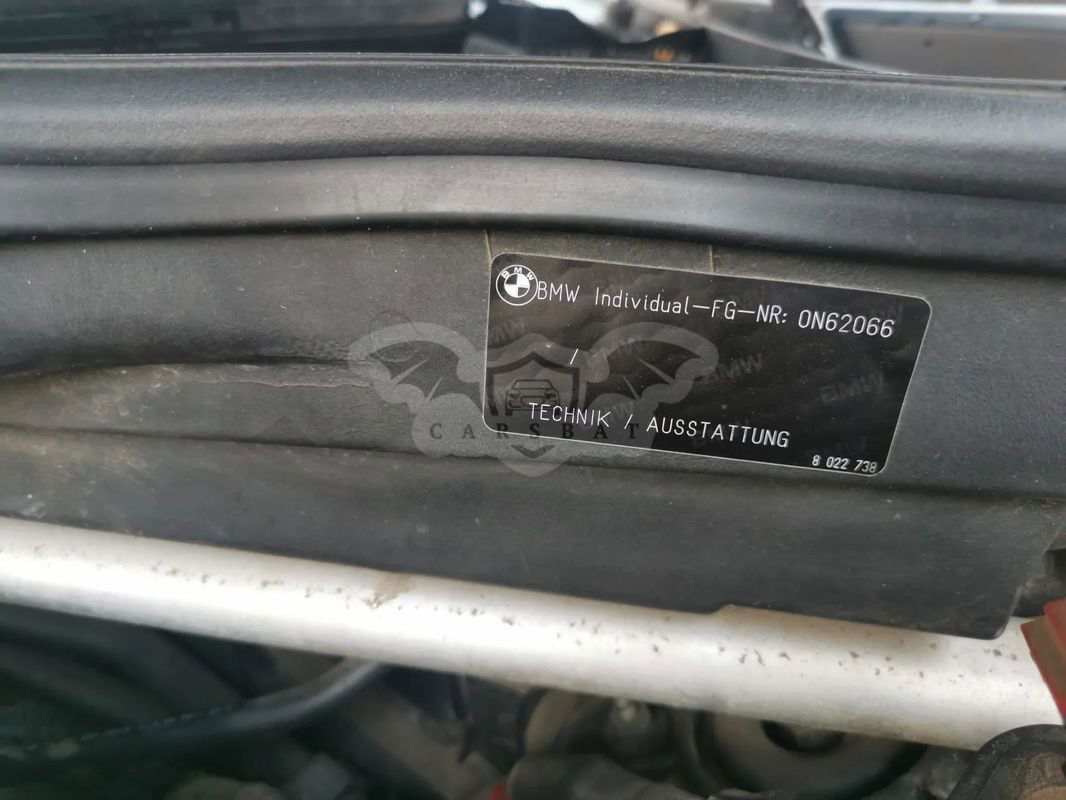 BMW
BMW Individual–FG–NR: 0N62066
/
TECHNIK / AUSSTATTUNG
8 022 738
CARSBAT